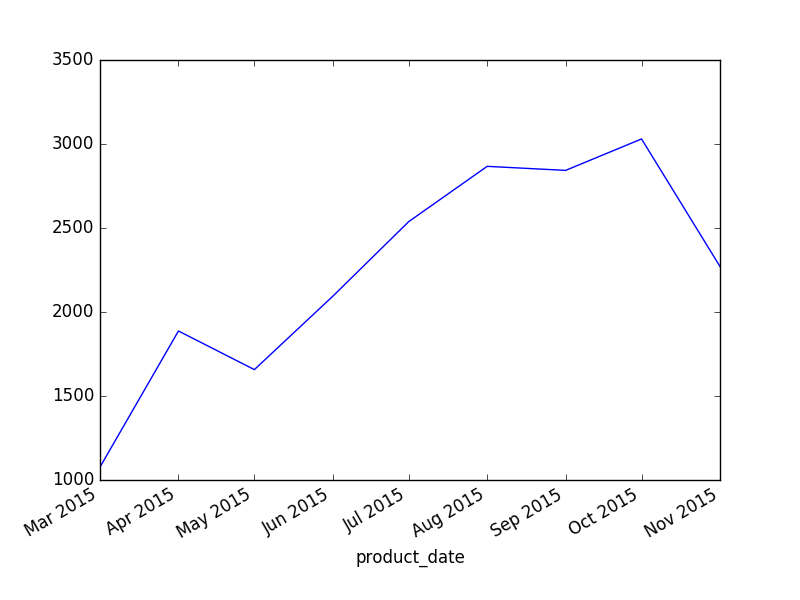 3500
3000
2500
2000
1500
1000
Mar 2015
Apr 2015
May 2015
Jun 2015
Jul 2015
Aug 2015
Sep 2015
Oct 2015
Nov 2015
product_date